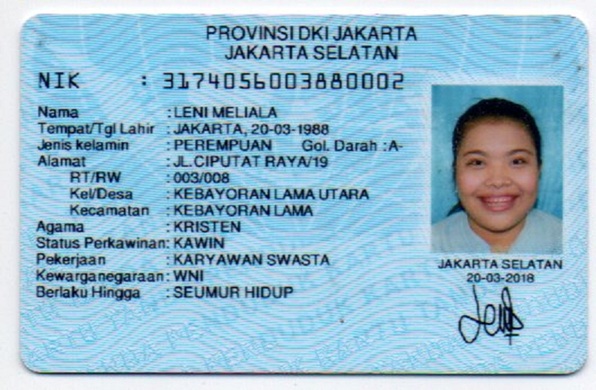 PROVINSI DKI JAKARTA
JAKARTA SELATAN
NIK : 3174056003880002
Nama : LENI MELIALA
Tempat/Tgl Lahir : JAKARTA, 20-03-1988
Jenis kelamin : PEREMPUAN Gol. Darah : A-
Alamat : JL.CIPUTAT RAYA/19
RT/RW : 003/008
Kel/Desa : KEBAYORAN LAMA UTARA
Kecamatan : KEBAYORAN LAMA
Agama : KRISTEN
Status Perkawinan: KAWIN
Pekerjaan : KARYAWAN SWASTA
Kewarganegaraan: WNI
Berlaku Hingga : SEUMUR HIDUP
JAKARTA SELATAN
20-03-2018